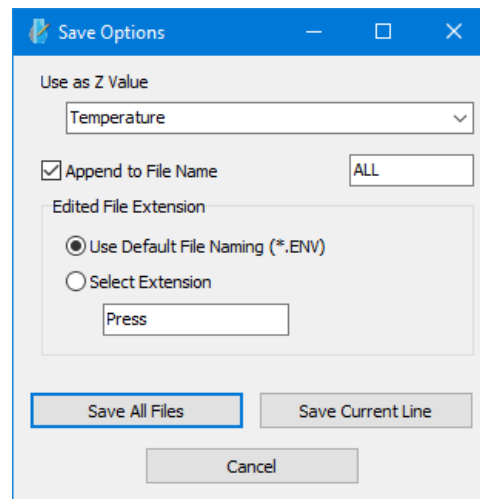 Save Options
Use as Z Value
Temperature
Append to File Name
ALL
Edited File Extension
Use Default File Naming (*.ENV)
Select Extension
Press
Save All Files
Save Current Line
Cancel